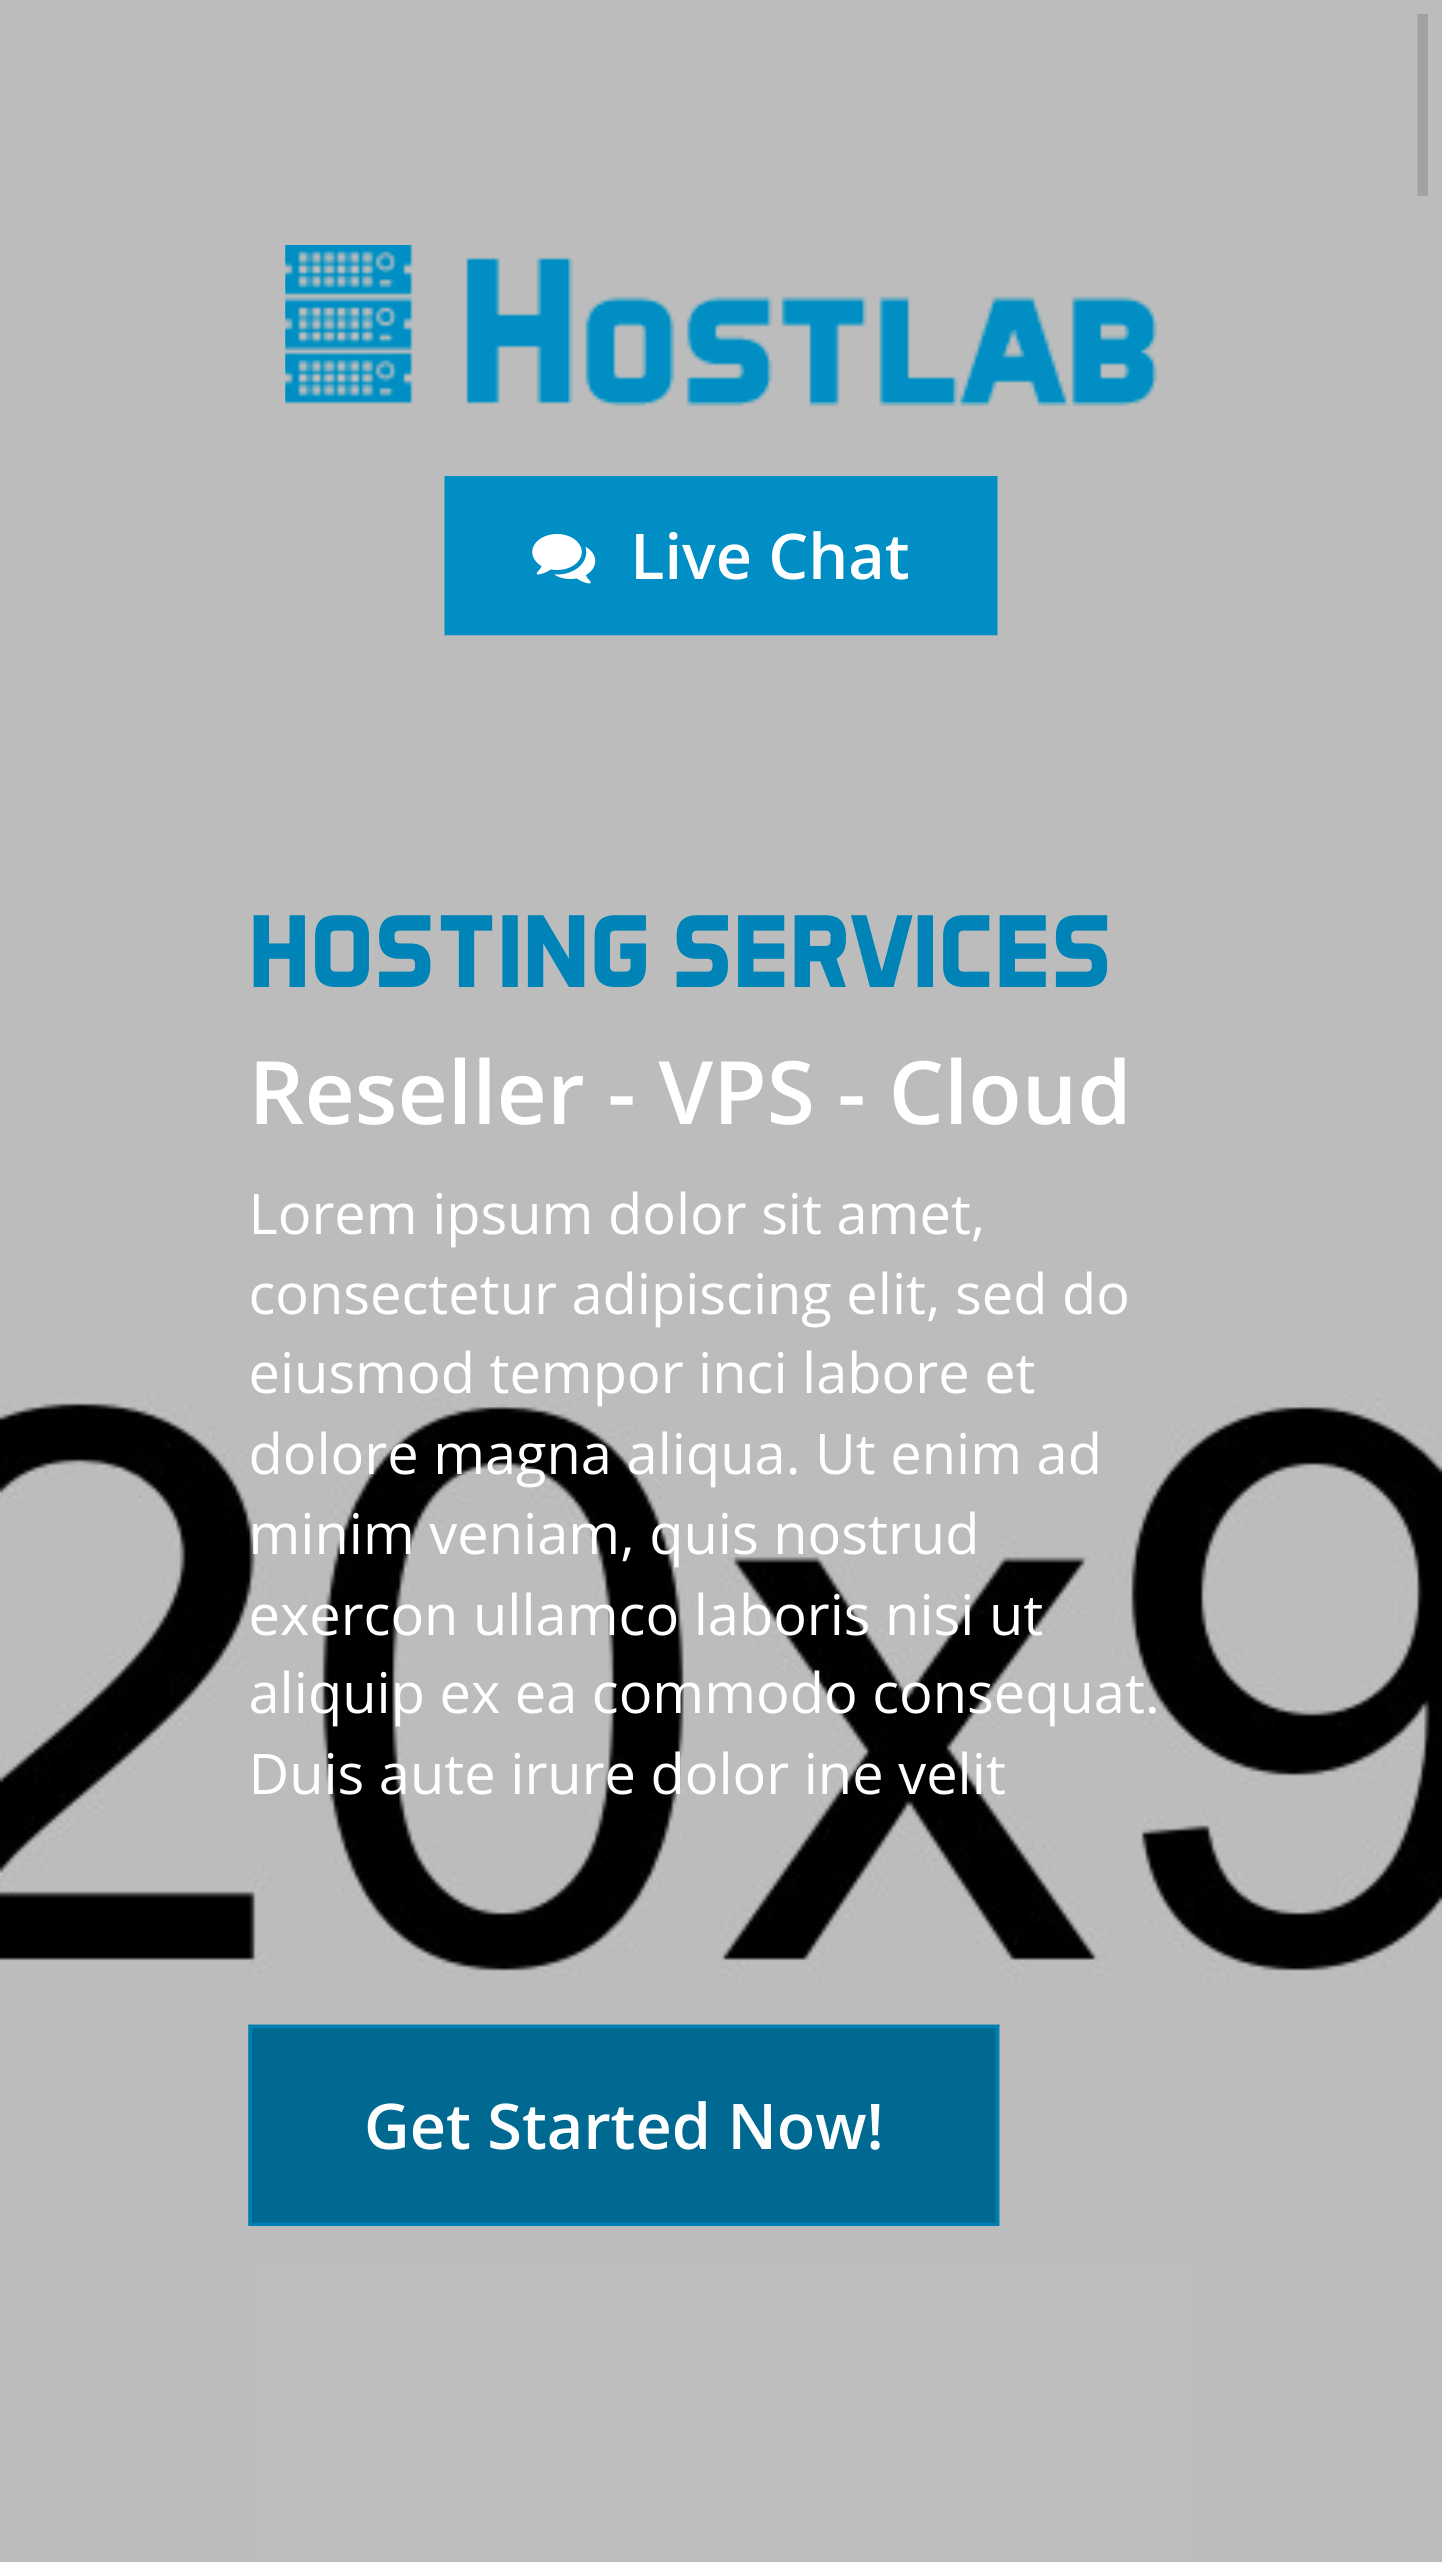 HOSTLAB
Live Chat
HOSTING SERVICES
Reseller - VPS - Cloud
Lorem ipsum dolor sit amet,
consectetur adipiscing elit, sed do
eiusmod tempor inci labore et
dolore magna aliqua. Ut enim ad
minim veniam, quis nostrud
exercon ullamco laboris nisi ut
aliquip ex ea commodo consequat.
Duis aute irure dolor ine velit
20x9
Get Started Now!